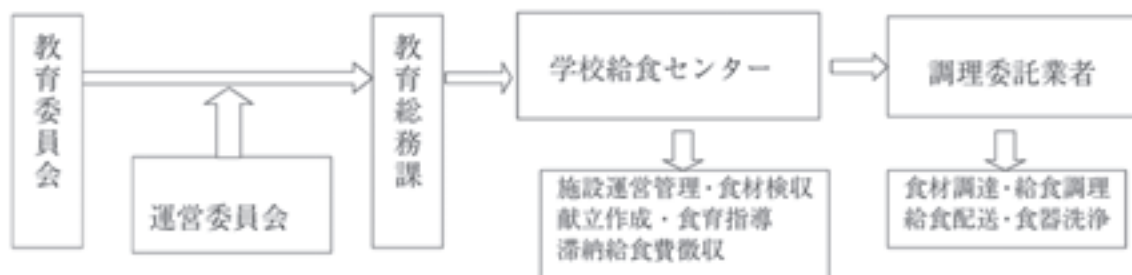 教育委員会
運営委員会
教育総務課
学校給食センター
施設運営管理・食材検収
献立作成・食育指導
滞納給食費徴収
調理委託業者
食材調達・給食調理
給食配送・食器洗浄